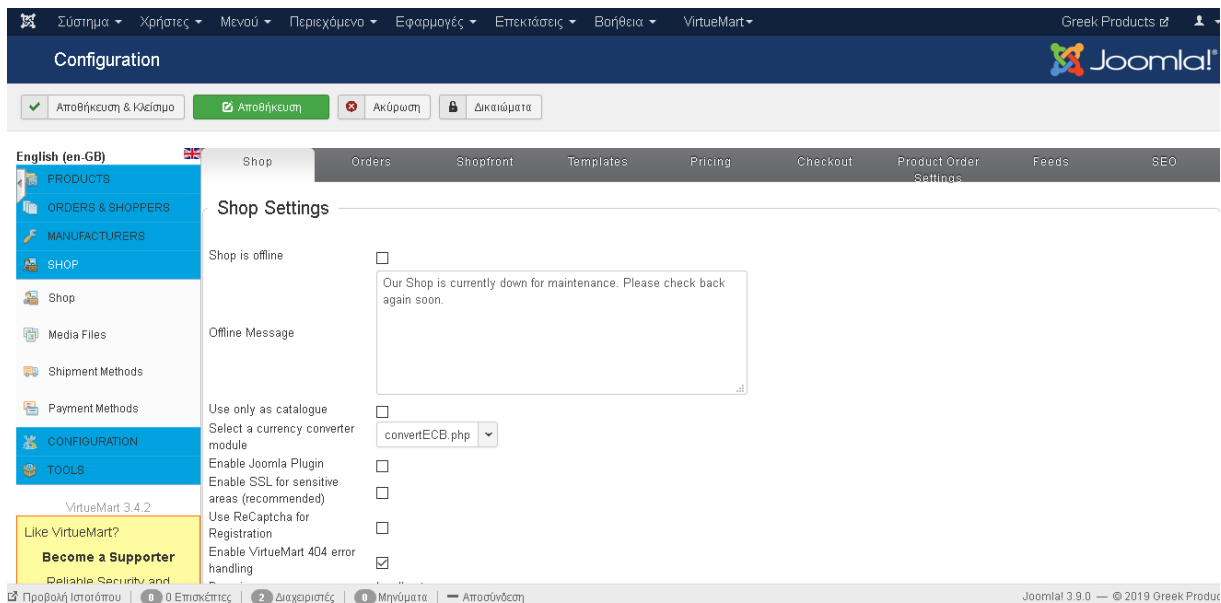 Σύστημα Χρήστες Μενού Περιεχόμενο Εφαρμογές Επεκτάσεις Βοήθεια VirtueMart Greek Products
Configuration Joomla!®
Αποθήκευση & Κλείσιμο Αποθήκευση Ακύρωση Δικαιώματα
English (en-GB)
Shop Orders Shopfront Templates Pricing Checkout Product Order Settings Feeds SEO
PRODUCTS
ORDERS & SHOPPERS
MANUFACTURERS
SHOP
Shop
Media Files
Shipment Methods
Payment Methods
CONFIGURATION
TOOLS
VirtueMart 3.4.2
Like VirtueMart?
Become a Supporter
Reliable Security and
Shop Settings
Shop is offline
Our Shop is currently down for maintenance. Please check back
again soon.
Offline Message
Use only as catalogue
Select a currency converter
module
convertECB.php
Enable Joomla Plugin
Enable SSL for sensitive
areas (recommended)
Use ReCaptcha for
Registration
Enable VirtueMart 404 error
handling
Προβολή Ιστοτόπου 0 0 Επισκέπτες 2 Διαχειριστές 0 Μηνύματα Αποσύνδεση Joomla! 3.9.0 — © 2019 Greek Produc